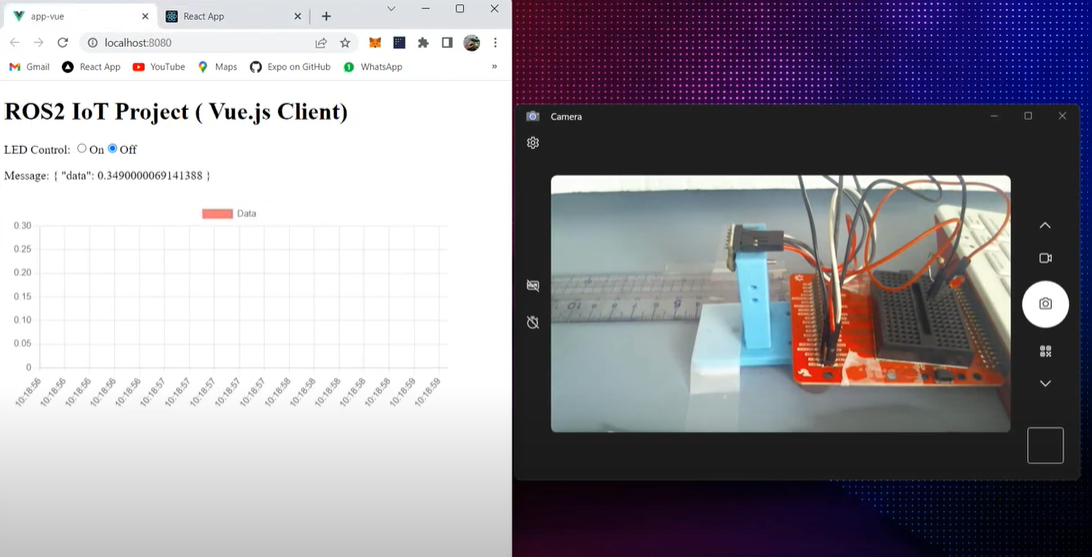 app-vue
React App
localhost:8080
Gmail
React App
YouTube
Maps
Expo on GitHub
WhatsApp
»
ROS2 IoT Project ( Vue.js Client)
LED Control: On Off
Message: { "data": 0.3490000069141388 }
Data
0.30
0.25
0.20
0.15
0.10
0.05
0
10:18:56
10:18:56
10:18:56
10:18:56
10:18:56
10:18:57
10:18:57
10:18:57
10:18:57
10:18:57
10:18:58
10:18:58
10:18:58
10:18:58
10:18:58
10:18:59
10:18:59
Camera